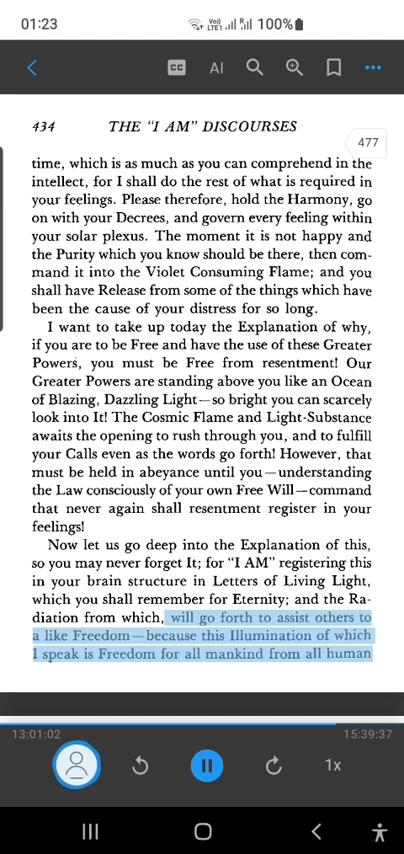 01:23
Vo)) LTE1 R 100%
CC AI
434 THE "I AM" DISCOURSES
477
time, which is as much as you can comprehend in the
intellect, for I shall do the rest of what is required in
your feelings. Please therefore, hold the Harmony, go
on with your Decrees, and govern every feeling within
your solar plexus. The moment it is not happy and
the Purity which you know should be there, then com-
mand it into the Violet Consuming Flame; and you
shall have Release from some of the things which have
been the cause of your distress for so long.
I want to take up today the Explanation of why,
if you are to be Free and have the use of these Greater
Powers, you must be Free from resentment! Our
Greater Powers are standing above you like an Ocean
of Blazing, Dazzling Light—so bright you can scarcely
look into It! The Cosmic Flame and Light-Substance
awaits the opening to rush through you, and to fulfill
your Calls even as the words go forth! However, that
must be held in abeyance until you—understanding
the Law consciously of your own Free Will—command
that never again shall resentment register in your
feelings!
Now let us go deep into the Explanation of this,
so you may never forget It; for "I AM" registering this
in your brain structure in Letters of Living Light,
which you shall remember for Eternity; and the Ra-
diation from which, will go forth to assist others to
a like Freedom—because this Illumination of which
I speak is Freedom for all mankind from all human
13:01:02 15:39:37
1x